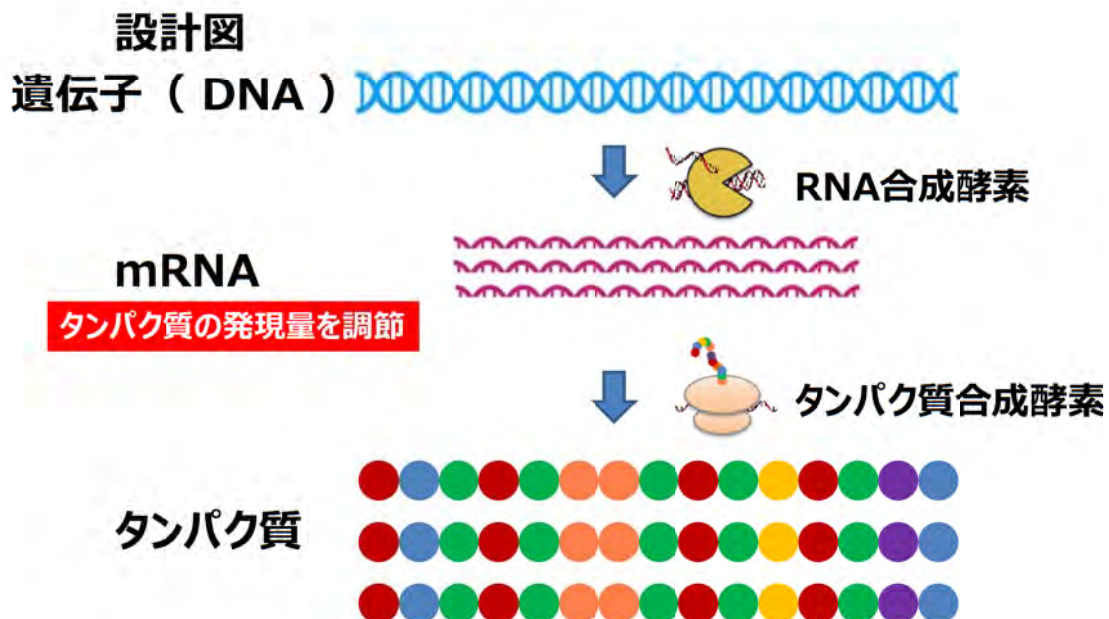 設計図
遺伝子（ DNA ）
RNA合成酵素
mRNA
タンパク質の発現量を調節
タンパク質合成酵素
タンパク質